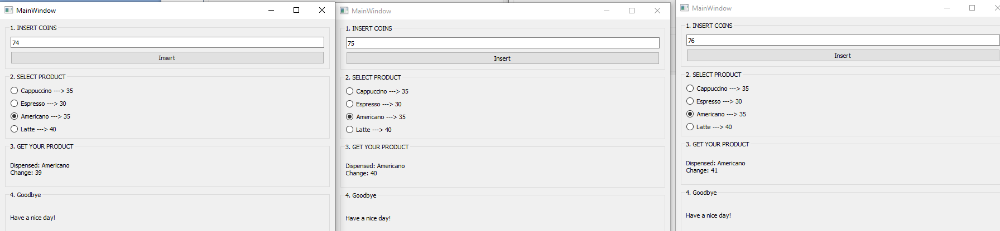 MainWindow
1. INSERT COINS
74
Insert
2. SELECT PRODUCT
Cappuccino ---> 35
Espresso ---> 30
Americano ---> 35
Latte ---> 40
3. GET YOUR PRODUCT
Dispensed: Americano
Change: 39
4. Goodbye
Have a nice day!
MainWindow
1. INSERT COINS
75
Insert
2. SELECT PRODUCT
Cappuccino ---> 35
Espresso ---> 30
Americano ---> 35
Latte ---> 40
3. GET YOUR PRODUCT
Dispensed: Americano
Change: 40
4. Goodbye
Have a nice day!
MainWindow
1. INSERT COINS
76
Insert
2. SELECT PRODUCT
Cappuccino ---> 35
Espresso ---> 30
Americano ---> 35
Latte ---> 40
3. GET YOUR PRODUCT
Dispensed: Americano
Change: 41
4. Goodbye
Have a nice day!